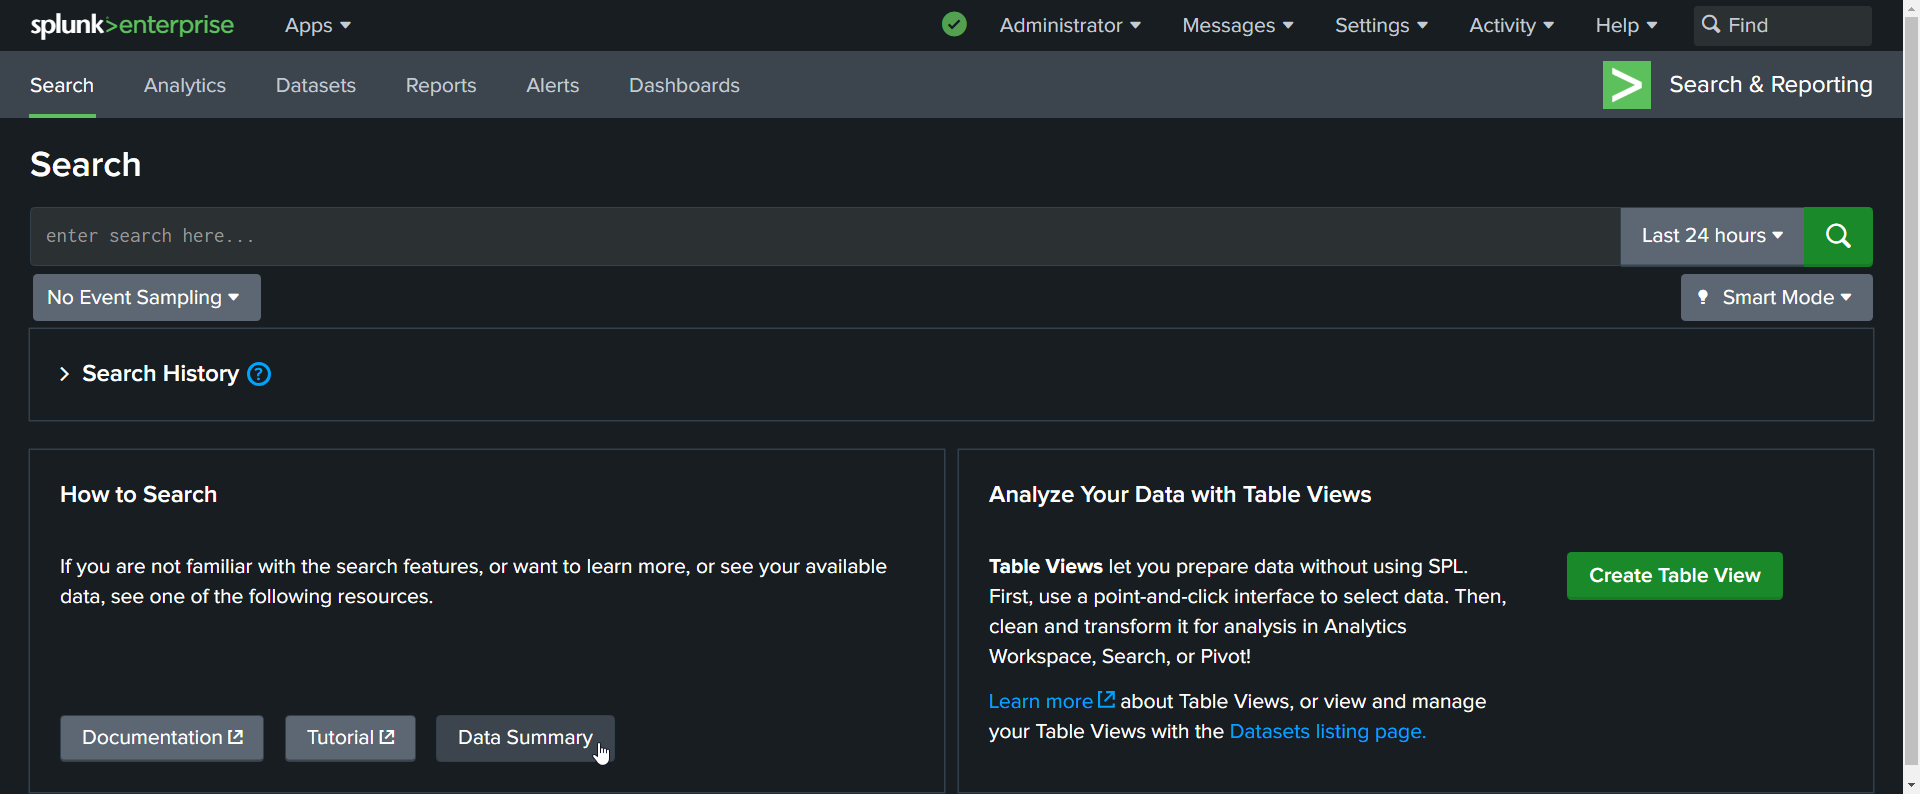 splunk>enterprise Apps Administrator Messages Settings Activity Help Find
Search Analytics Datasets Reports Alerts Dashboards > Search & Reporting
Search
enter search here... Last 24 hours
No Event Sampling Smart Mode
> Search History ?
How to Search
If you are not familiar with the search features, or want to learn more, or see your available
data, see one of the following resources.
Documentation Tutorial Data Summary
Analyze Your Data with Table Views
Table Views let you prepare data without using SPL.
First, use a point-and-click interface to select data. Then,
clean and transform it for analysis in Analytics
Workspace, Search, or Pivot!
Create Table View
Learn more about Table Views, or view and manage
your Table Views with the Datasets listing page.